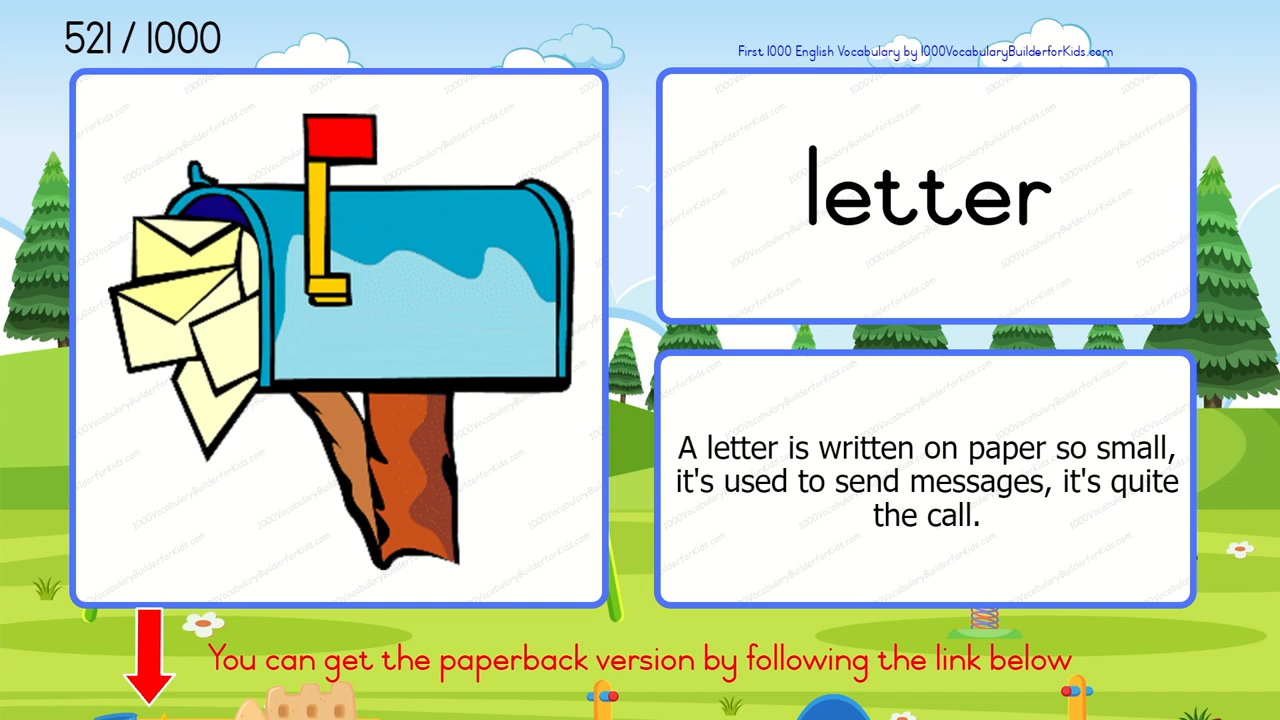 521 / 1000
First 1000 English Vocabulary by 1000VocabularyBuilderforKids.com
letter
A letter is written on paper so small,
it's used to send messages, it's quite
the call.
You can get the paperback version by following the link below